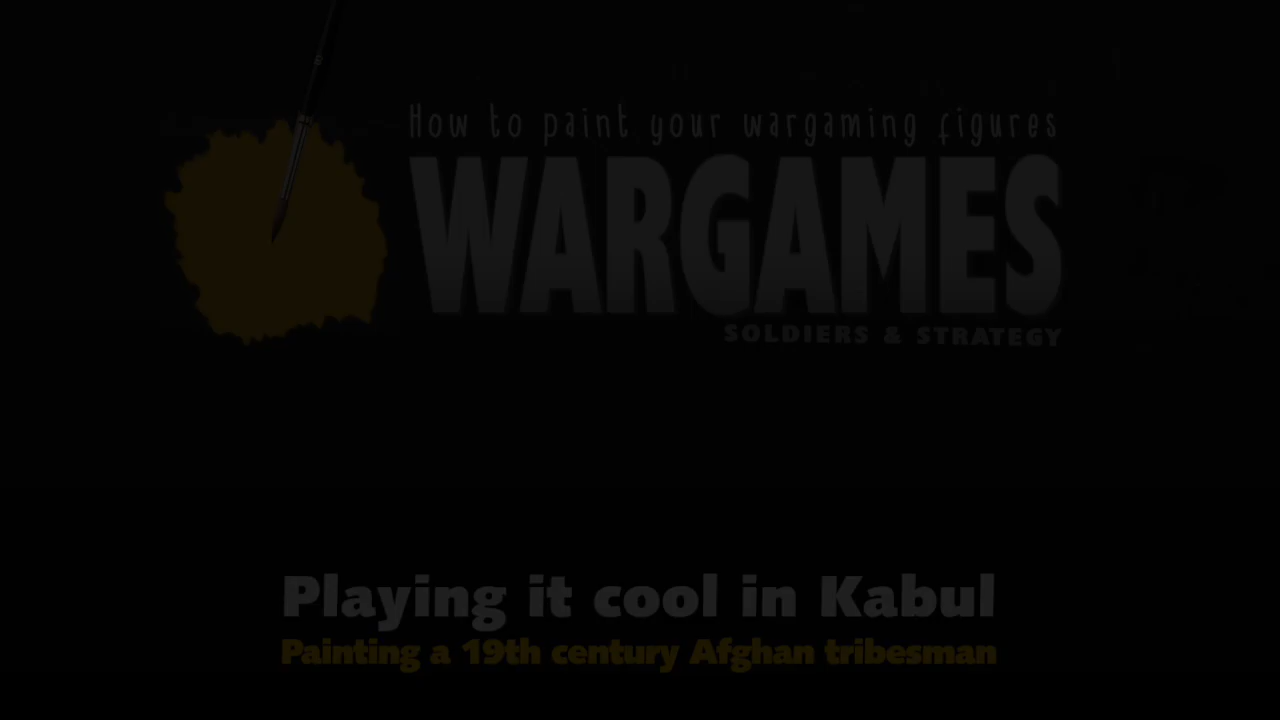 How to paint your wargaming figures
WARGAMES
SOLDIERS & STRATEGY
Playing it cool in Kabul
Painting a 19th century Afghan tribesman